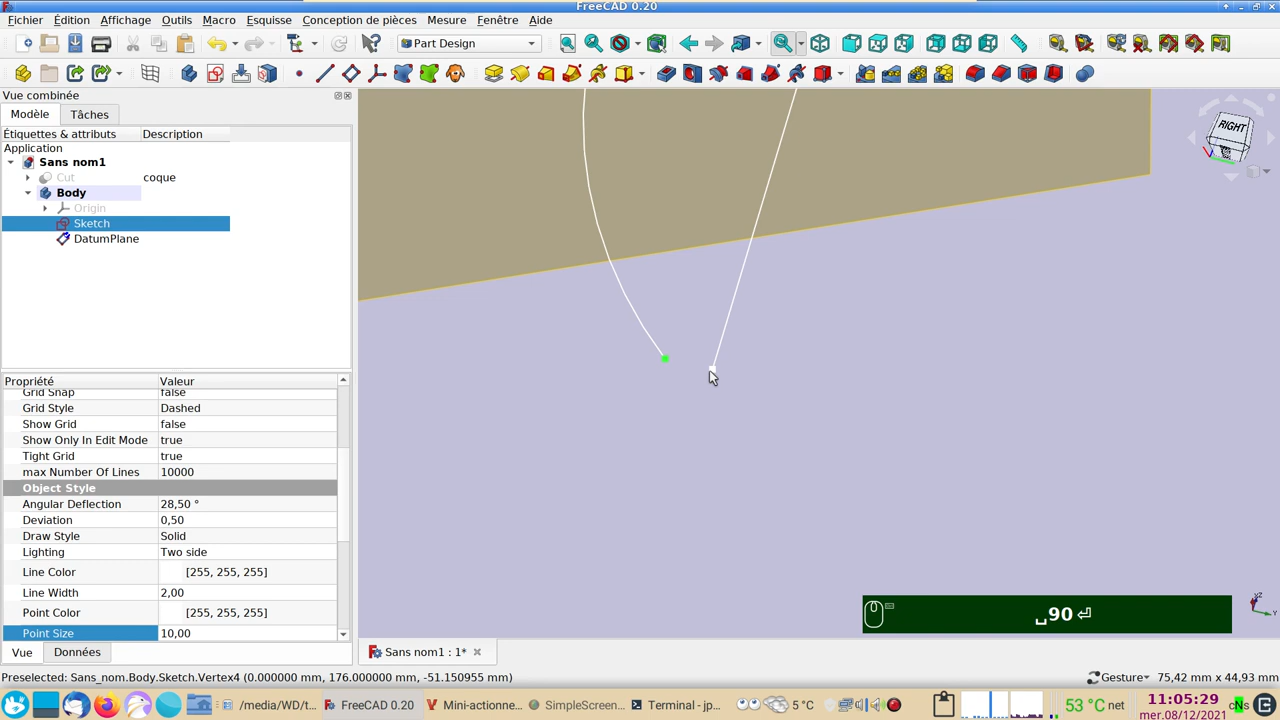 FreeCAD 0.20
Fichier Édition Affichage Outils Macro Esquisse Conception de pièces Mesure Fenêtre Aide
Part Design
Vue combinée
Modèle Tâches
Étiquettes & attributs Description
Application
Sans nom1
Cut coque
Body
Origin
Sketch
DatumPlane
RIGHT
Propriété Valeur
Grid Snap false
Grid Style Dashed
Show Grid false
Show Only In Edit Mode true
Tight Grid true
max Number Of Lines 10000
Object Style
Angular Deflection 28,50 °
Deviation 0,50
Draw Style Solid
Lighting Two side
Line Color [255, 255, 255]
Line Width 2,00
Point Color [255, 255, 255]
Point Size 10,00
␣90 ⏎
Vue Données
Sans nom1 : 1*
Preselected: Sans_nom.Body.Sketch.Vertex4 (0.000000 mm, 176.000000 mm, -51.150955 mm)
Gesture 75,42 mm x 44,93 mm
/media/WD/t... FreeCAD 0.20 Mini-actionne... SimpleScreen... Terminal - jp... 5 °C 53 °C net 11:05:29
mer.08/12/2021